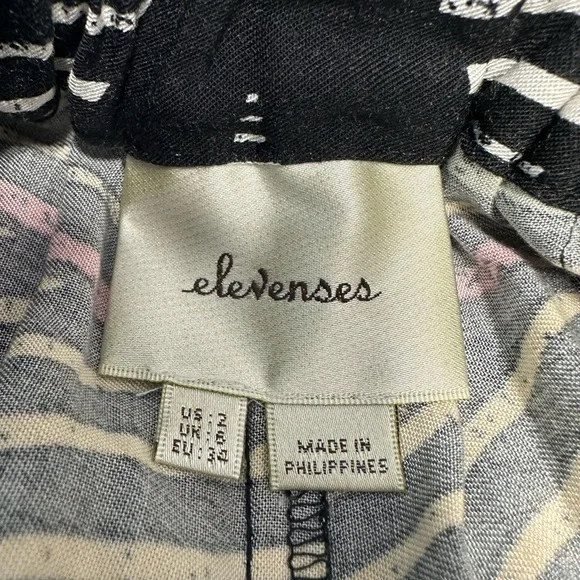 elevenses
US : 2
UK : 6
EU : 34
MADE IN
PHILIPPINES